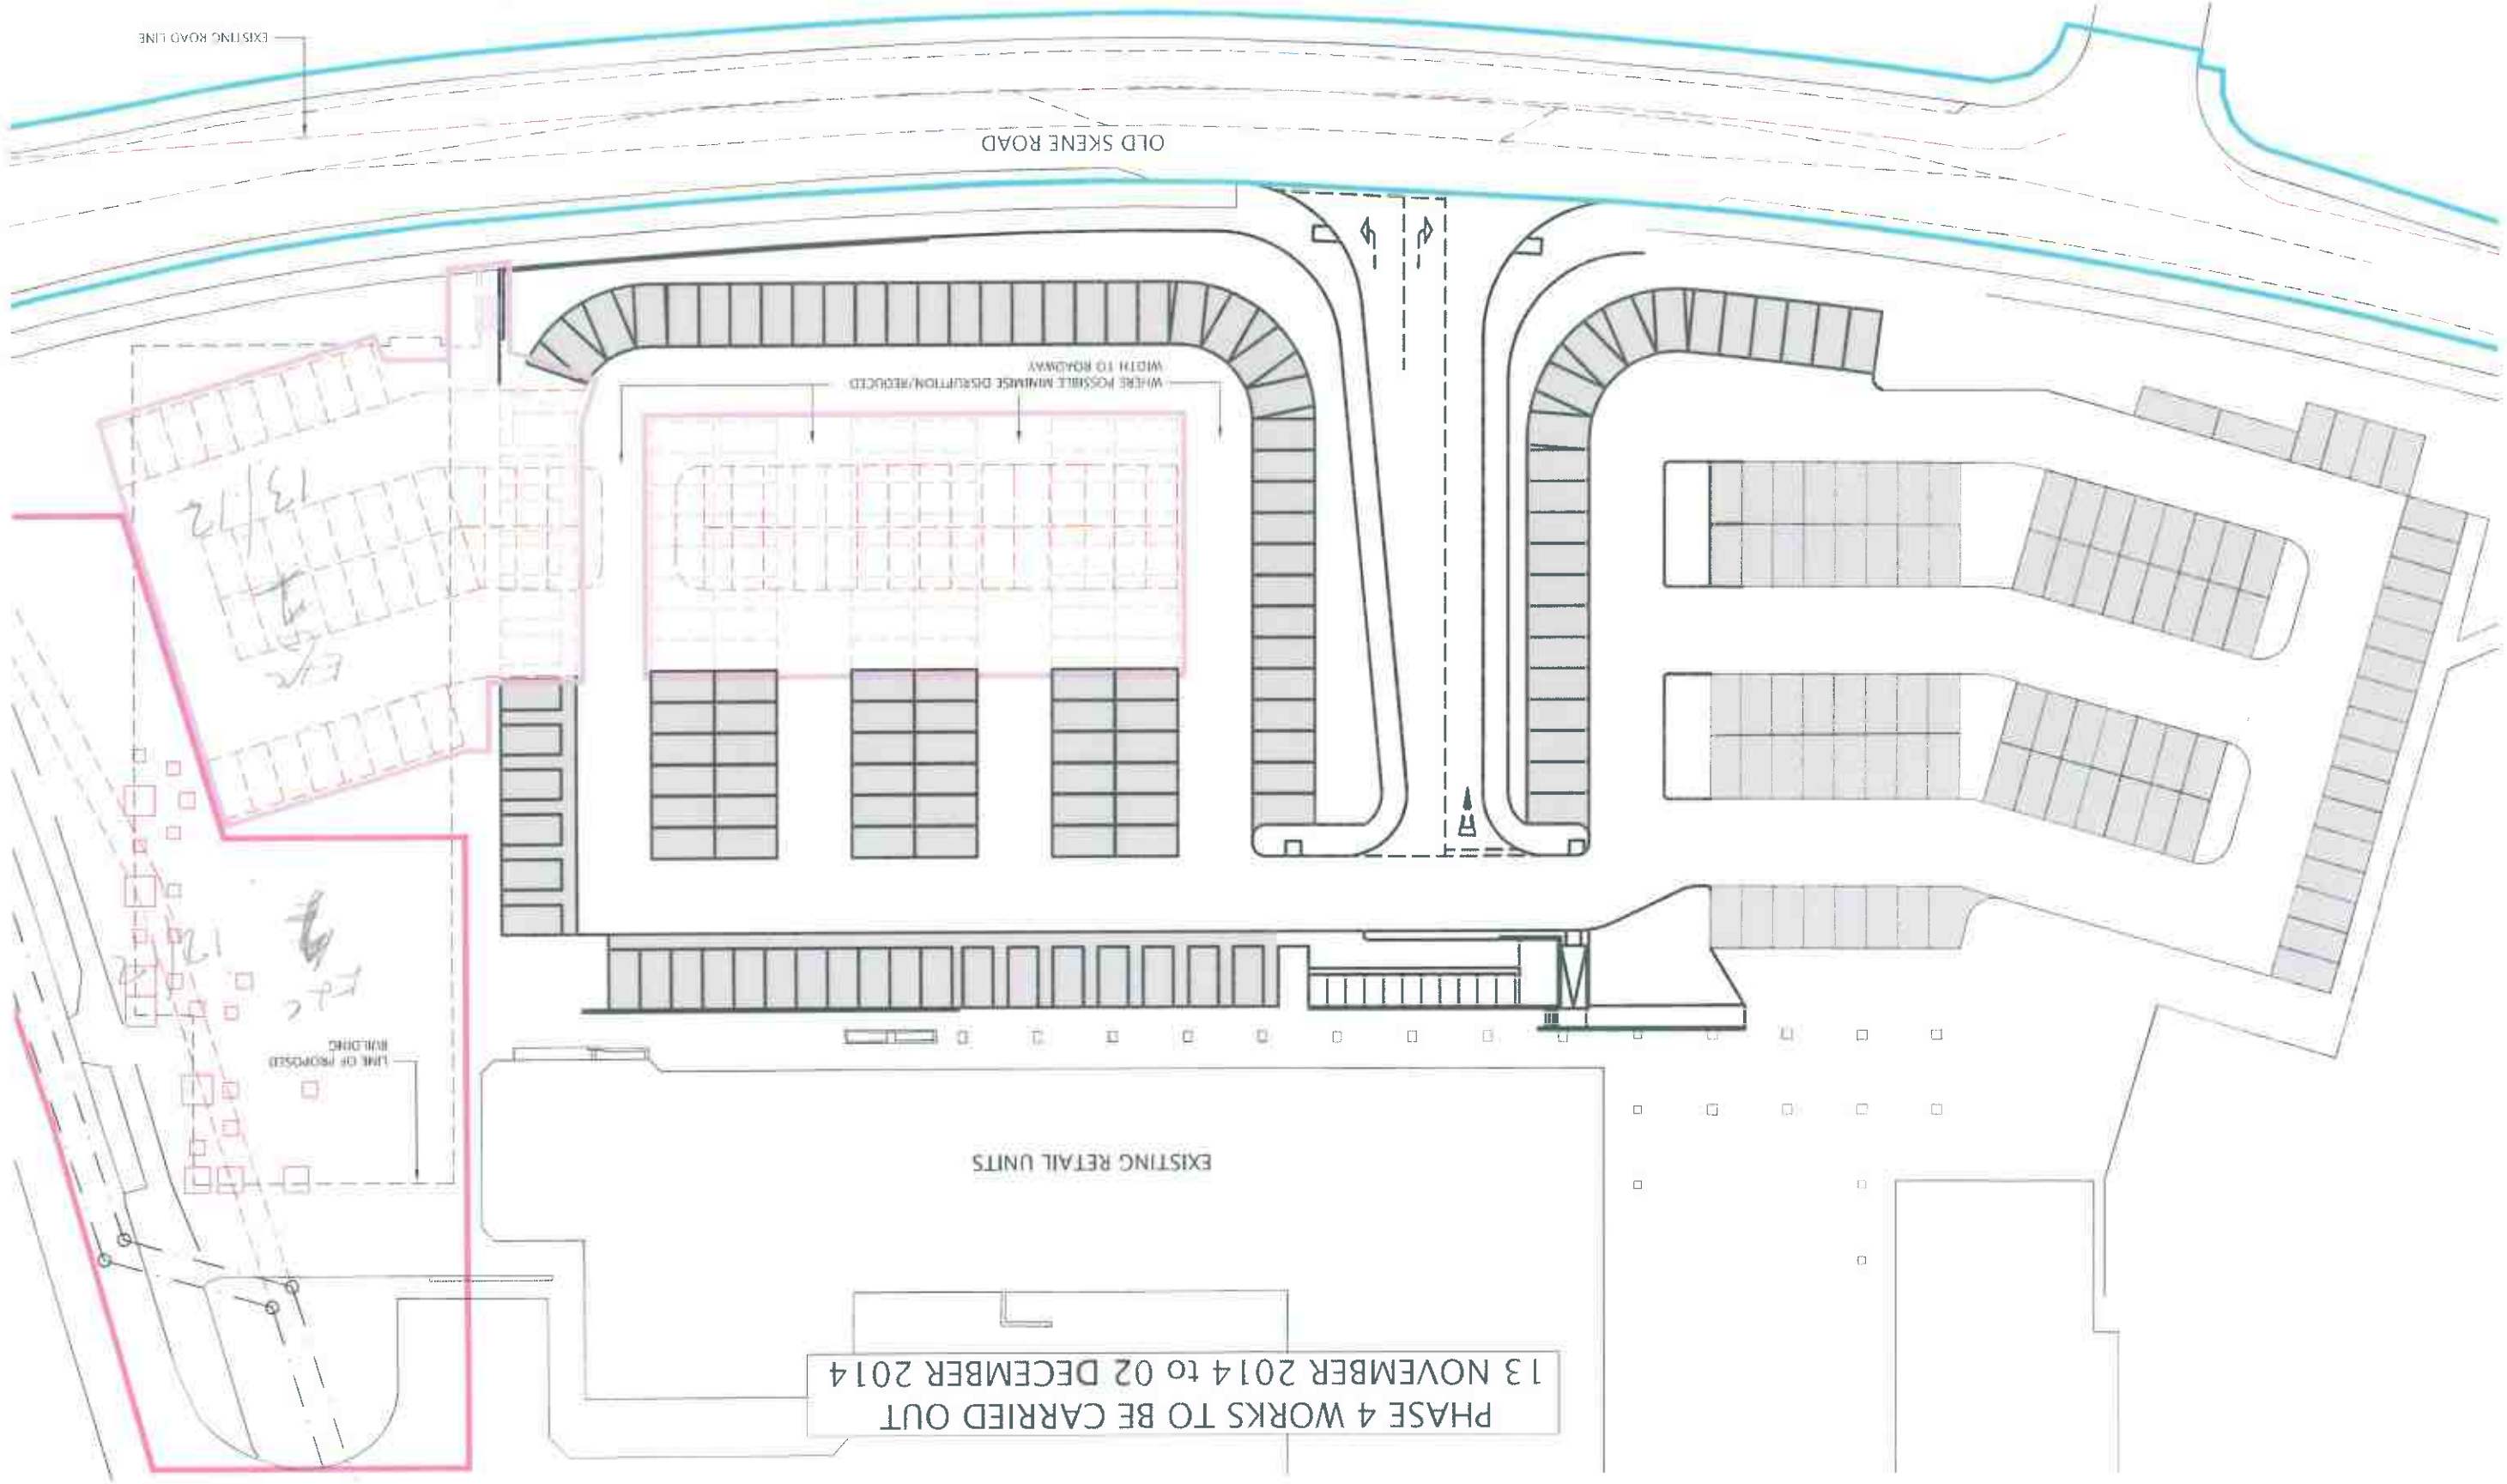 PHASE 4 WORKS TO BE CARRIED OUT
13 NOVEMBER 2014 to 02 DECEMBER 2014
EXISTING RETAIL UNITS
LINE OF PROPOSED
BUILDING
WHERE POSSIBLE MINIMISE DISRUPTION/REDUCED
WIDTH TO ROADWAY
13/12
OLD SKENE ROAD
EXISTING ROAD LINE